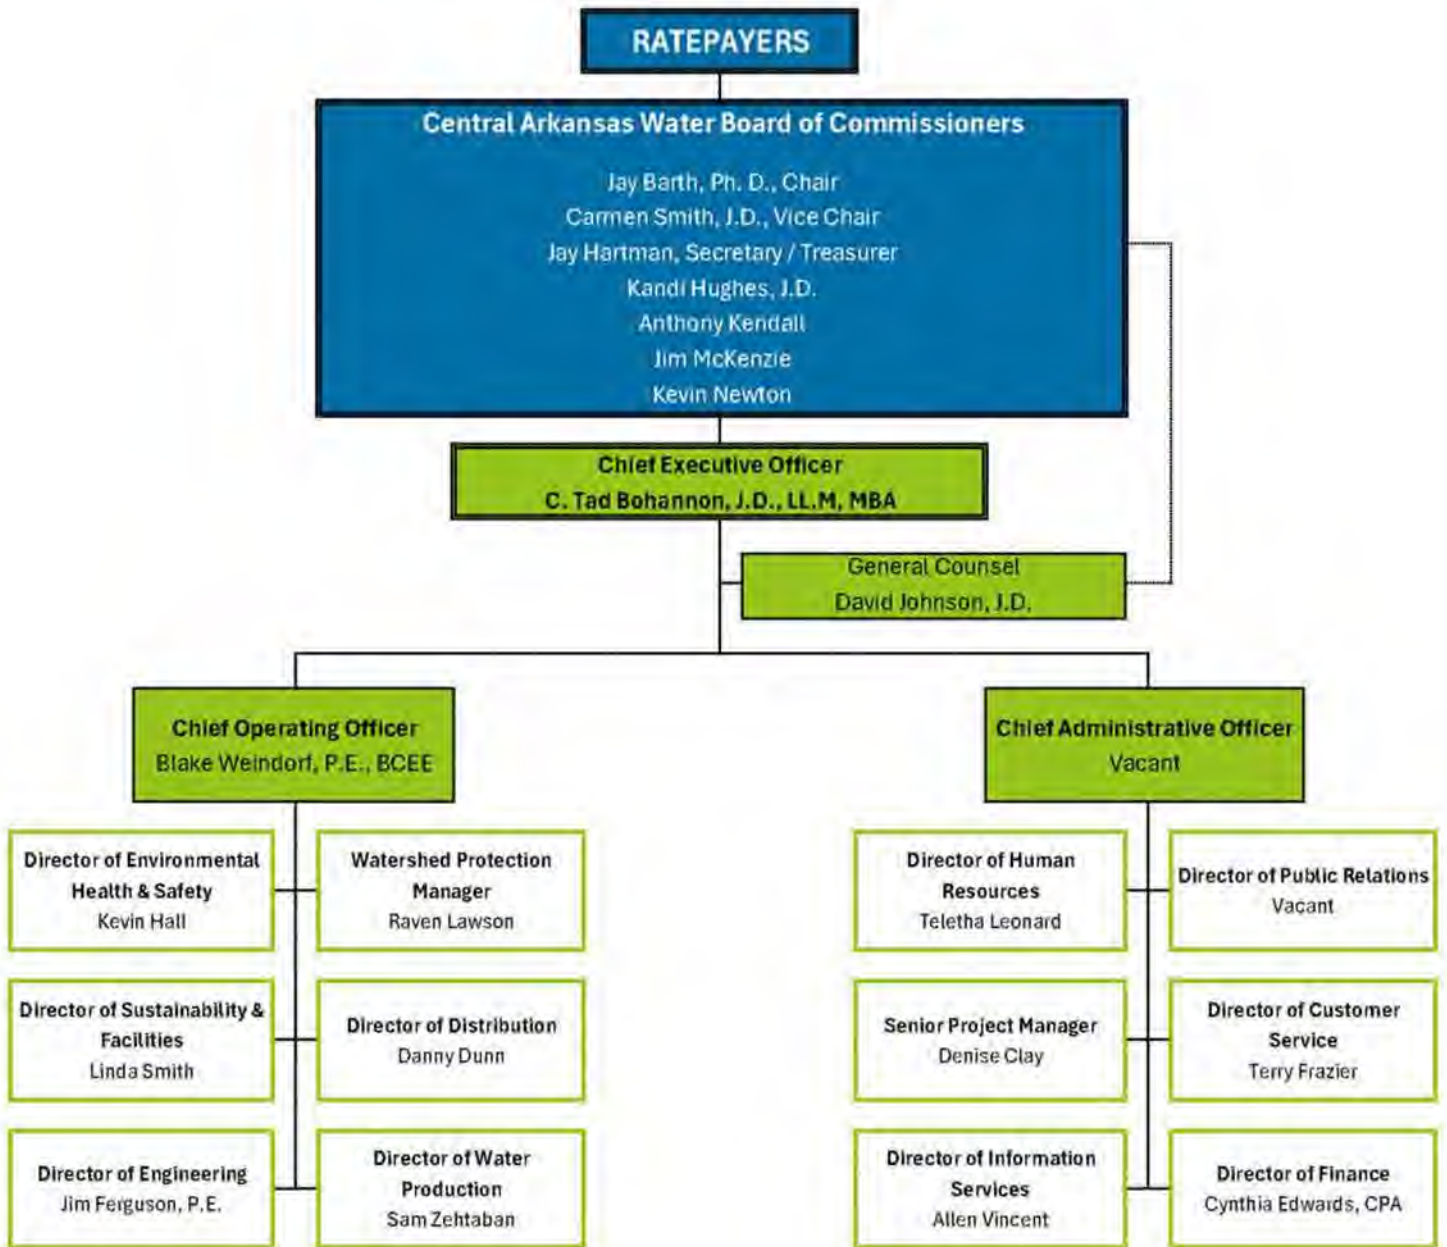 RATEPAYERS
Central Arkansas Water Board of Commissioners
Jay Barth, Ph. D., Chair
Carmen Smith, J.D., Vice Chair
Jay Hartman, Secretary / Treasurer
Kandi Hughes, J.D.
Anthony Kendall
Jim McKenzie
Kevin Newton
Chief Executive Officer
C. Tad Bohannon, J.D., LL.M, MBA
General Counsel
David Johnson, J.D.
Chief Operating Officer
Blake Weindorf, P.E., BCEE
Chief Administrative Officer
Vacant
Director of Environmental
Health & Safety
Kevin Hall
Watershed Protection
Manager
Raven Lawson
Director of Human
Resources
Teletha Leonard
Director of Public Relations
Vacant
Director of Sustainability &
Facilities
Linda Smith
Director of Distribution
Danny Dunn
Senior Project Manager
Denise Clay
Director of Customer
Service
Terry Frazier
Director of Engineering
Jim Ferguson, P.E.
Director of Water
Production
Sam Zehtaban
Director of Information
Services
Allen Vincent
Director of Finance
Cynthia Edwards, CPA